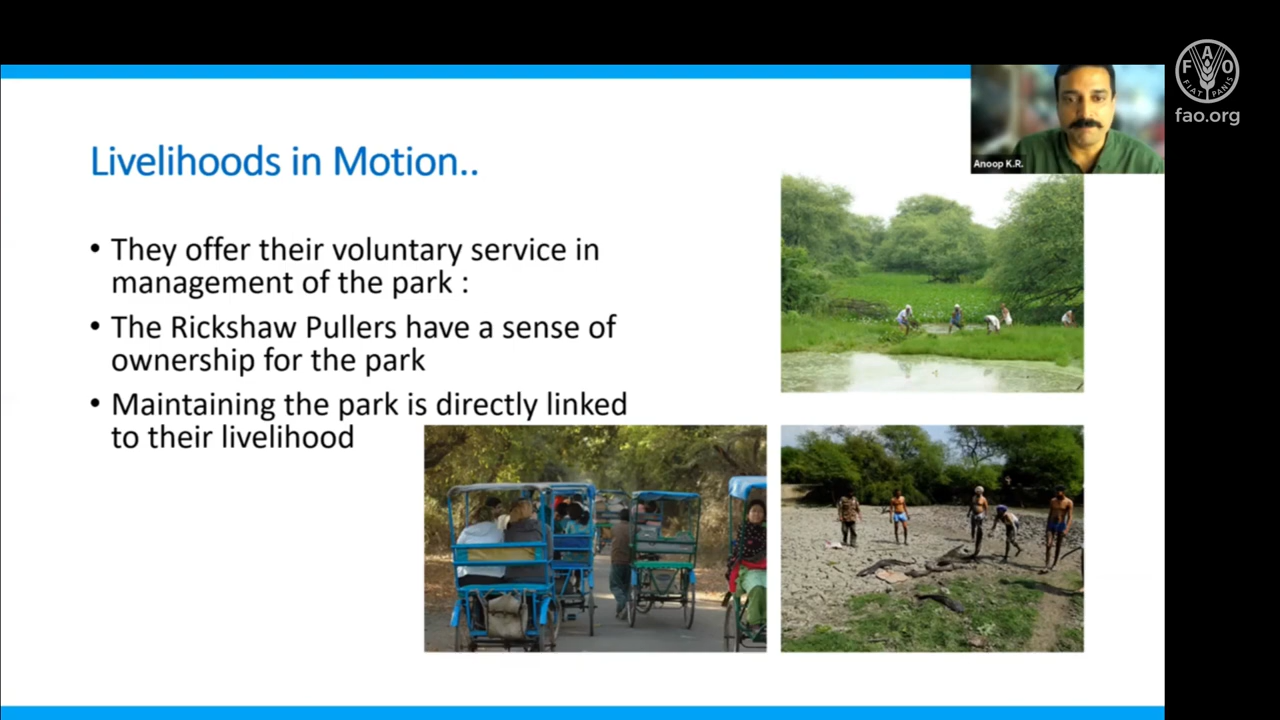 Livelihoods in Motion..
• They offer their voluntary service in
management of the park :
• The Rickshaw Pullers have a sense of
ownership for the park
• Maintaining the park is directly linked
to their livelihood
Anoop K.R.
F A O
FIAT PANIS
fao.org